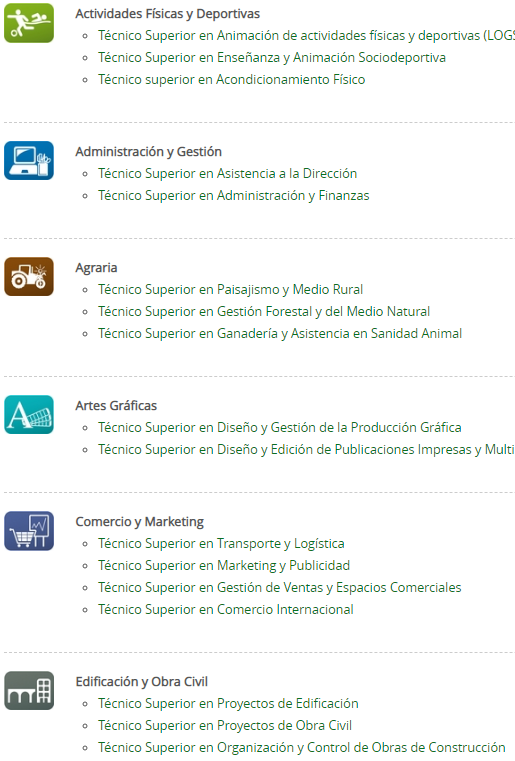 Actividades Físicas y Deportivas
Técnico Superior en Animación de actividades físicas y deportivas
Técnico Superior en Enseñanza y Animación Sociodeportiva
Técnico superior en Acondicionamiento Físico
Administración y Gestión
Técnico Superior en Asistencia a la Dirección
Técnico Superior en Administración y Finanzas
Agraria
Técnico Superior en Paisajismo y Medio Rural
Técnico Superior en Gestión Forestal y del Medio Natural
Técnico Superior en Ganadería y Asistencia en Sanidad Animal
Artes Gráficas
Técnico Superior en Diseño y Gestión de la Producción Gráfica
Técnico Superior en Diseño y Edición de Publicaciones Impresas y Multi
Comercio y Marketing
Técnico Superior en Transporte y Logística
Técnico Superior en Marketing y Publicidad
Técnico Superior en Gestión de Ventas y Espacios Comerciales
Técnico Superior en Comercio Internacional
Edificación y Obra Civil
Técnico Superior en Proyectos de Edificación
Técnico Superior en Proyectos de Obra Civil
Técnico Superior en Organización y Control de Obras de Construcción